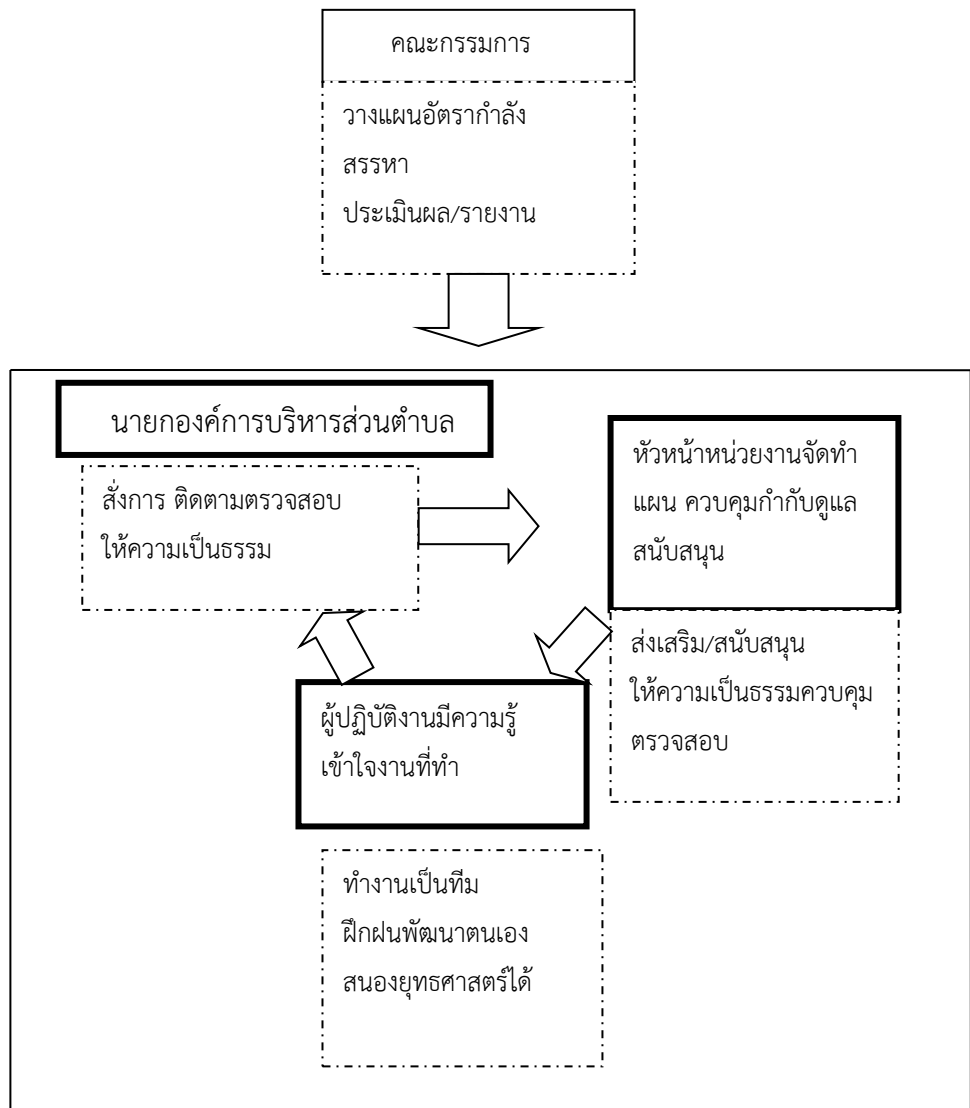 คณะกรรมการ
วางแผนอัตรากำลัง
สรรหา
ประเมินผล/รายงาน
นายกองค์การบริหารส่วนตำบล
สั่งการ ติดตามตรวจสอบ
ให้ความเป็นธรรม
หัวหน้าหน่วยงานจัดทำ
แผน ควบคุมกำกับดูแล
สนับสนุน
ส่งเสริม/สนับสนุน
ให้ความเป็นธรรมควบคุม
ตรวจสอบ
ผู้ปฏิบัติงานมีความรู้
เข้าใจงานที่ทำ
ทำงานเป็นทีม
ฝึกฝนพัฒนาตนเอง
สนองยุทธศาสตร์ได้